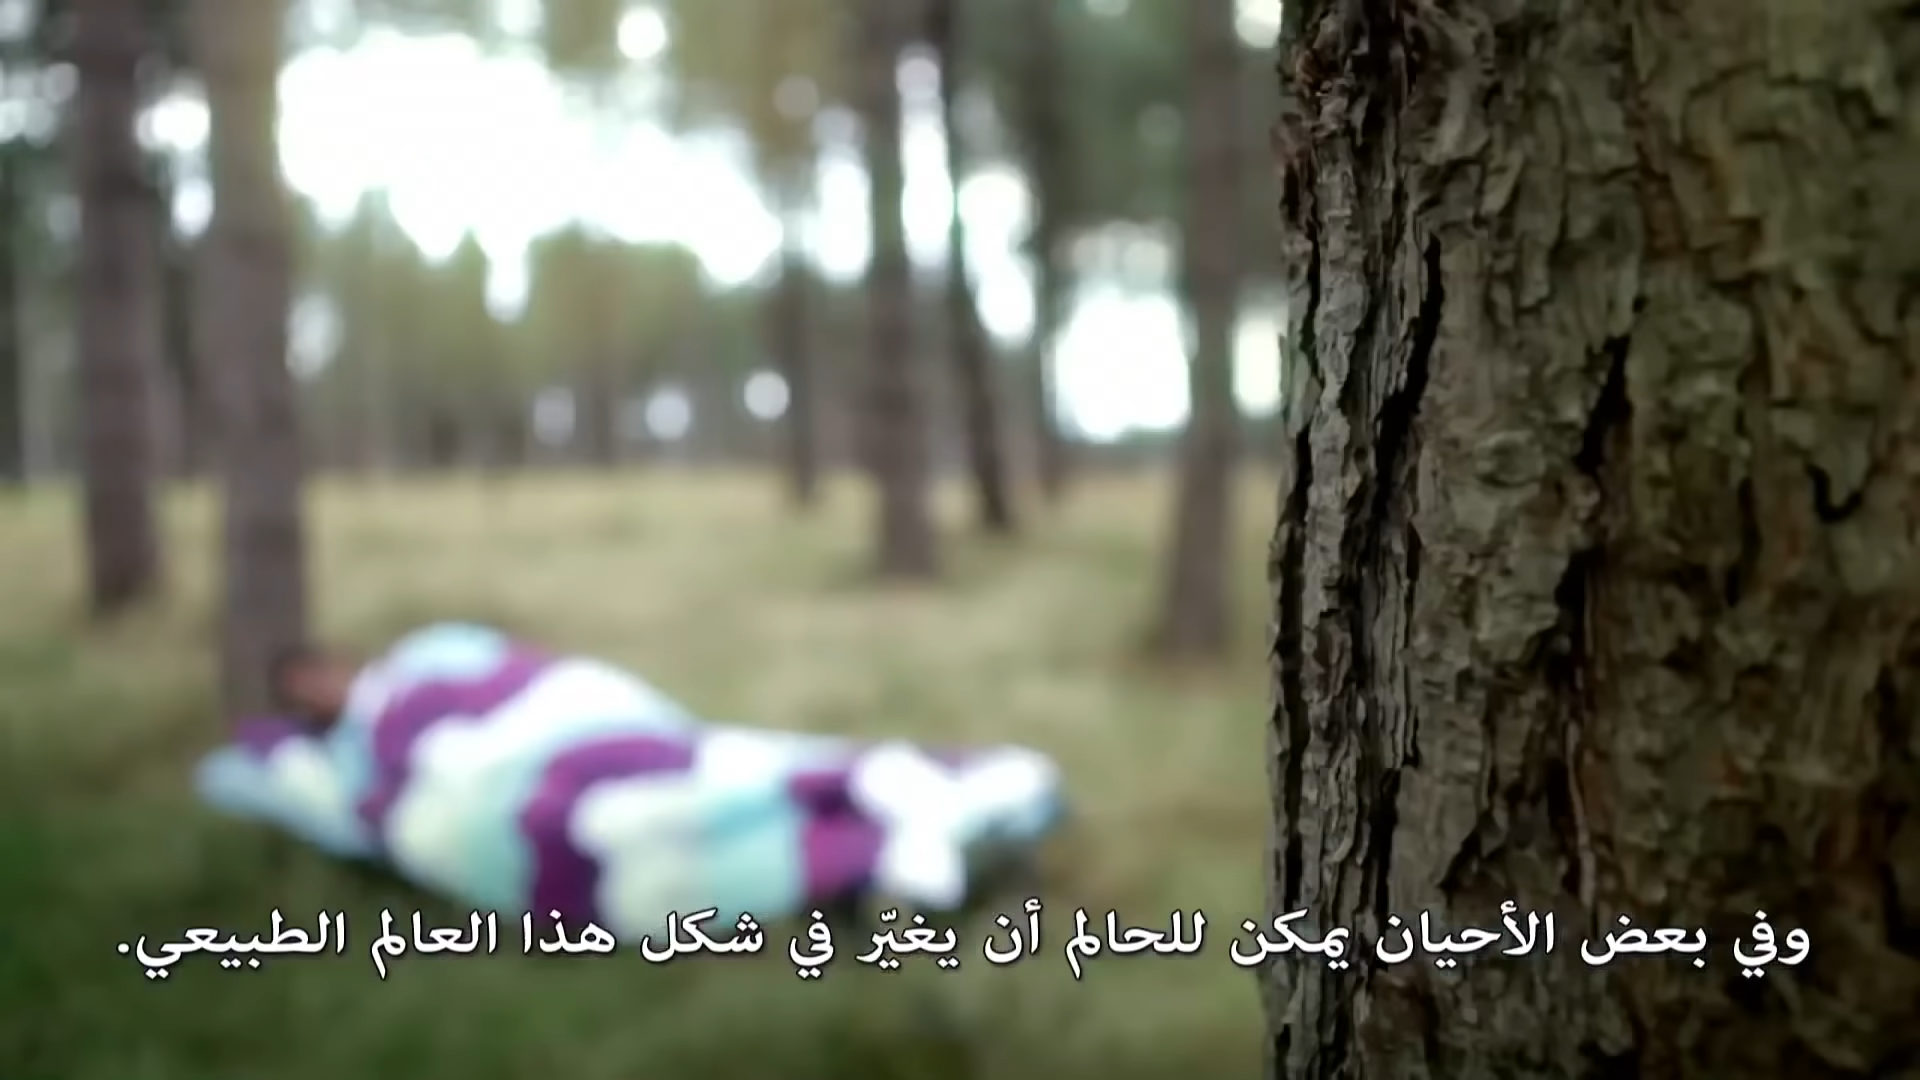 وفي بعض الأحيان يمكن للحالم أن يغيّر في شكل هذا العالم الطبيعي.